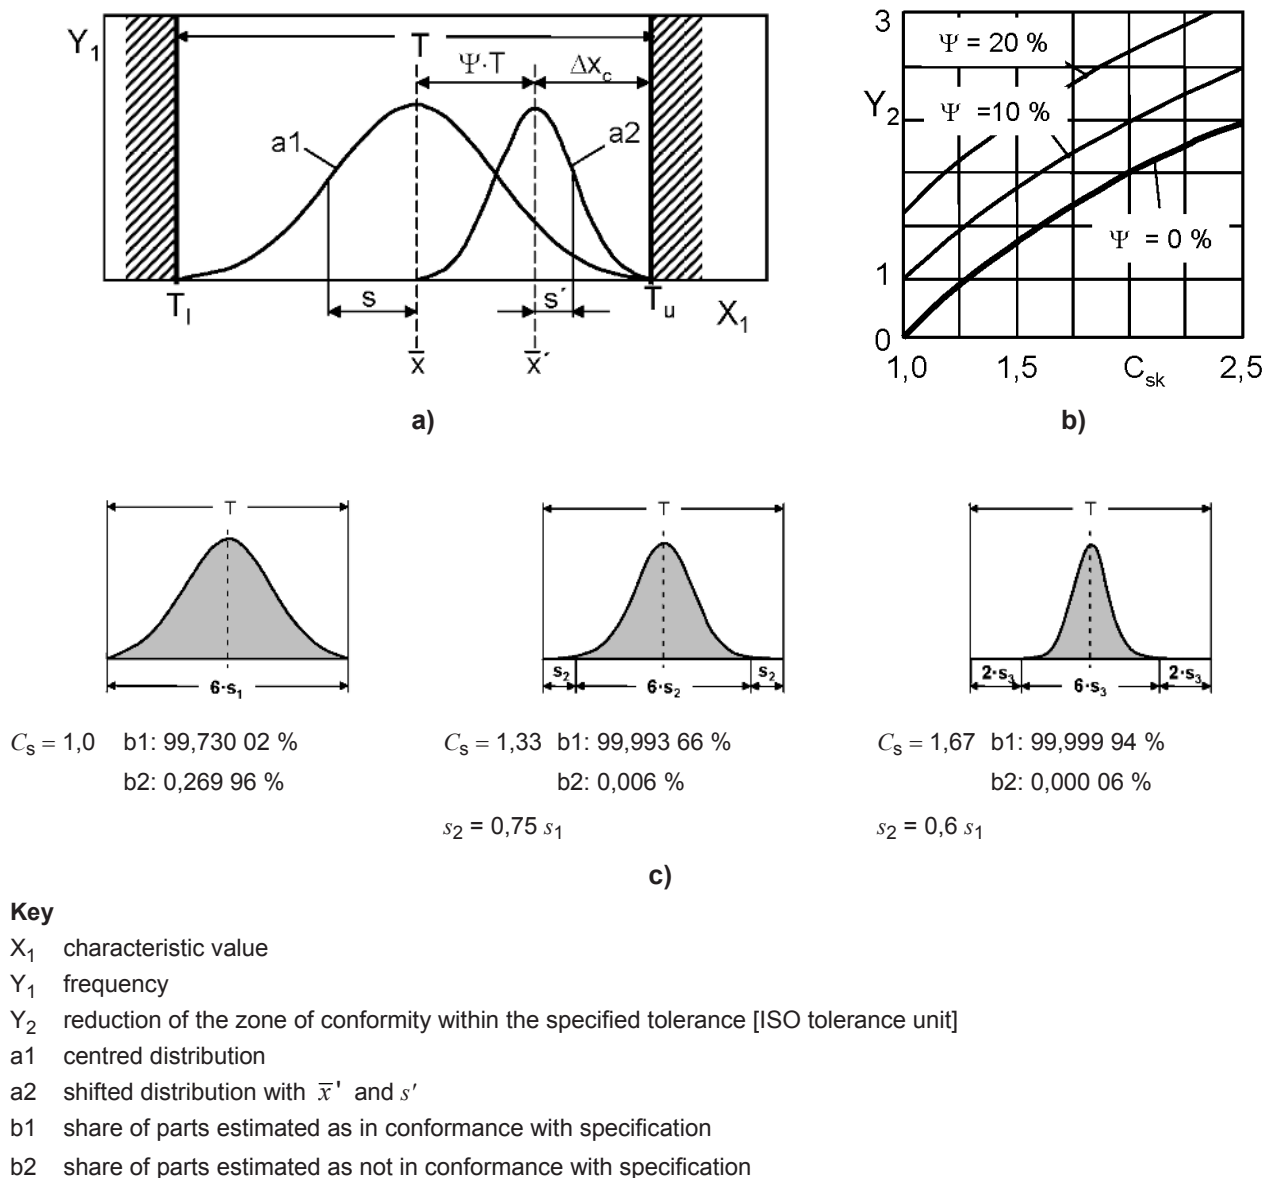 Y1
T
Ψ·T
Δxc
a1
a2
s
s´
Tl
Tu
X1
x̅
x̅´
a)
3
Ψ = 20 %
Y2
Ψ =10 %
2
Ψ = 0 %
1
0
1,0
1,5
Csk
2,5
b)
T
T
T
6·s1
s2
6·s2
s2
2·s3
6·s3
2·s3
Cs = 1,0 b1: 99,730 02 %
b2: 0,269 96 %
Cs = 1,33 b1: 99,993 66 %
b2: 0,006 %
s2 = 0,75 s1
Cs = 1,67 b1: 99,999 94 %
b2: 0,000 06 %
s2 = 0,6 s1
c)
Key
X1 characteristic value
Y1 frequency
Y2 reduction of the zone of conformity within the specified tolerance [ISO tolerance unit]
a1 centred distribution
a2 shifted distribution with x̅' and s′
b1 share of parts estimated as in conformance with specification
b2 share of parts estimated as not in conformance with specification